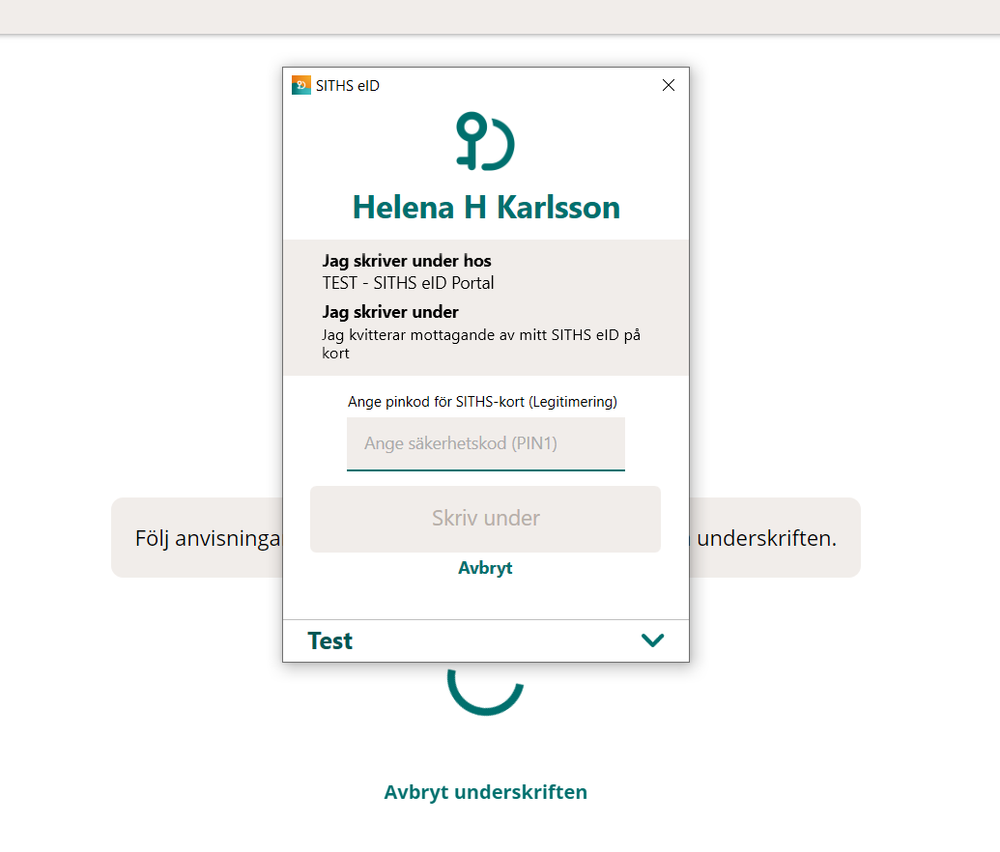 SITHS eID
Helena H Karlsson
Jag skriver under hos
TEST - SITHS eID Portal
Jag skriver under
Jag kvitterar mottagande av mitt SITHS eID på
kort
Ange pinkod för SITHS-kort (Legitimering)
Ange säkerhetskod (PIN1)
Skriv under
Följ anvisninga
underskriften.
Avbryt
Test
Avbryt underskriften